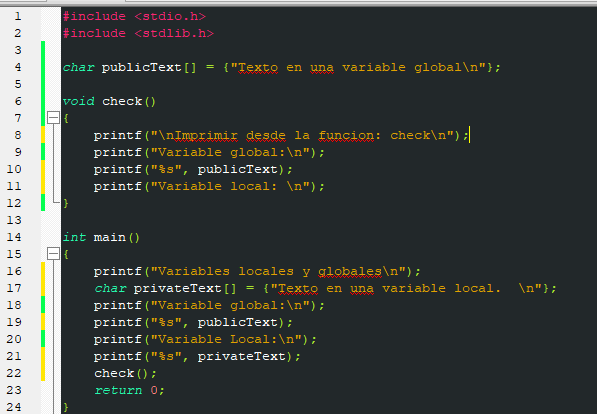 1 #include <stdio.h>
2 #include <stdlib.h>
3
4 char publicText[] = {"Texto en una variable global\n"};
5
6 void check()
7 {
8     printf("\nImprimir desde la funcion: check\n");
9     printf("Variable global:\n");
10     printf("%s", publicText);
11     printf("Variable local: \n");
12 }
13
14 int main()
15 {
16     printf("Variables locales y globales\n");
17     char privateText[] = {"Texto en una variable local.  \n"};
18     printf("Variable global:\n");
19     printf("%s", publicText);
20     printf("Variable Local:\n");
21     printf("%s", privateText);
22     check();
23     return 0;
24 }